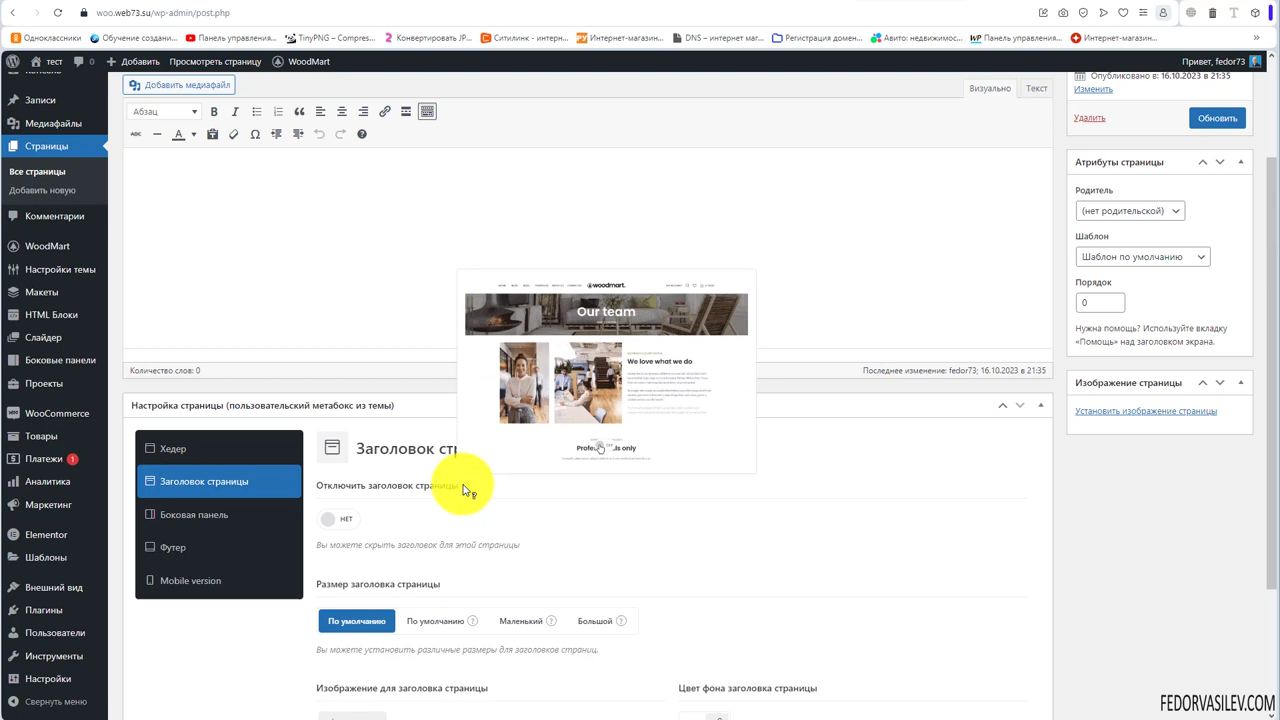 woo.web73.su/wp-admin/post.php
Одноклассники
Обучение создани...
Панель управления...
TinyPNG – Compres...
Конвертировать JP...
Ситилинк - интерн...
Интернет-магазин...
DNS – интернет маг...
Регистрация домен...
Авито: недвижимос...
Панель управления...
Интернет-магазин...
тест
0
Добавить
Просмотреть страницу
WoodMart
Привет, fedor73
Записи
Медиафайлы
Страницы
Все страницы
Добавить новую
Комментарии
WoodMart
Настройки темы
Макеты
HTML Блоки
Слайдер
Боковые панели
Проекты
WooCommerce
Товары
Платежи 1
Аналитика
Маркетинг
Elementor
Шаблоны
Внешний вид
Плагины
Пользователи
Инструменты
Настройки
Свернуть меню
Добавить медиафайл
Визуально
Текст
Абзац
ABC
Количество слов: 0
Последнее изменение: fedor73; 16.10.2023 в 21:35
woodmart.
Our team
We love what we do
Настройка страницы (пользовательский метабокс из темы)
Хедер
Заголовок страницы
Боковая панель
Футер
Mobile version
Заголовок стр
Отключить заголовок страницы
НЕТ
Вы можете скрыть заголовок для этой страницы
Размер заголовка страницы
По умолчанию
По умолчанию
Маленький
Большой
Вы можете установить различные размеры для заголовков страниц.
Изображение для заголовка страницы
Цвет фона заголовка страницы
Опубликовано в: 16.10.2023 в 21:35
Изменить
Удалить
Обновить
Атрибуты страницы
Родитель
(нет родительской)
Шаблон
Шаблон по умолчанию
Порядок
0
Нужна помощь? Используйте вкладку
«Помощь» над заголовком экрана.
Изображение страницы
Установить изображение страницы
FEDORVASILEV.COM